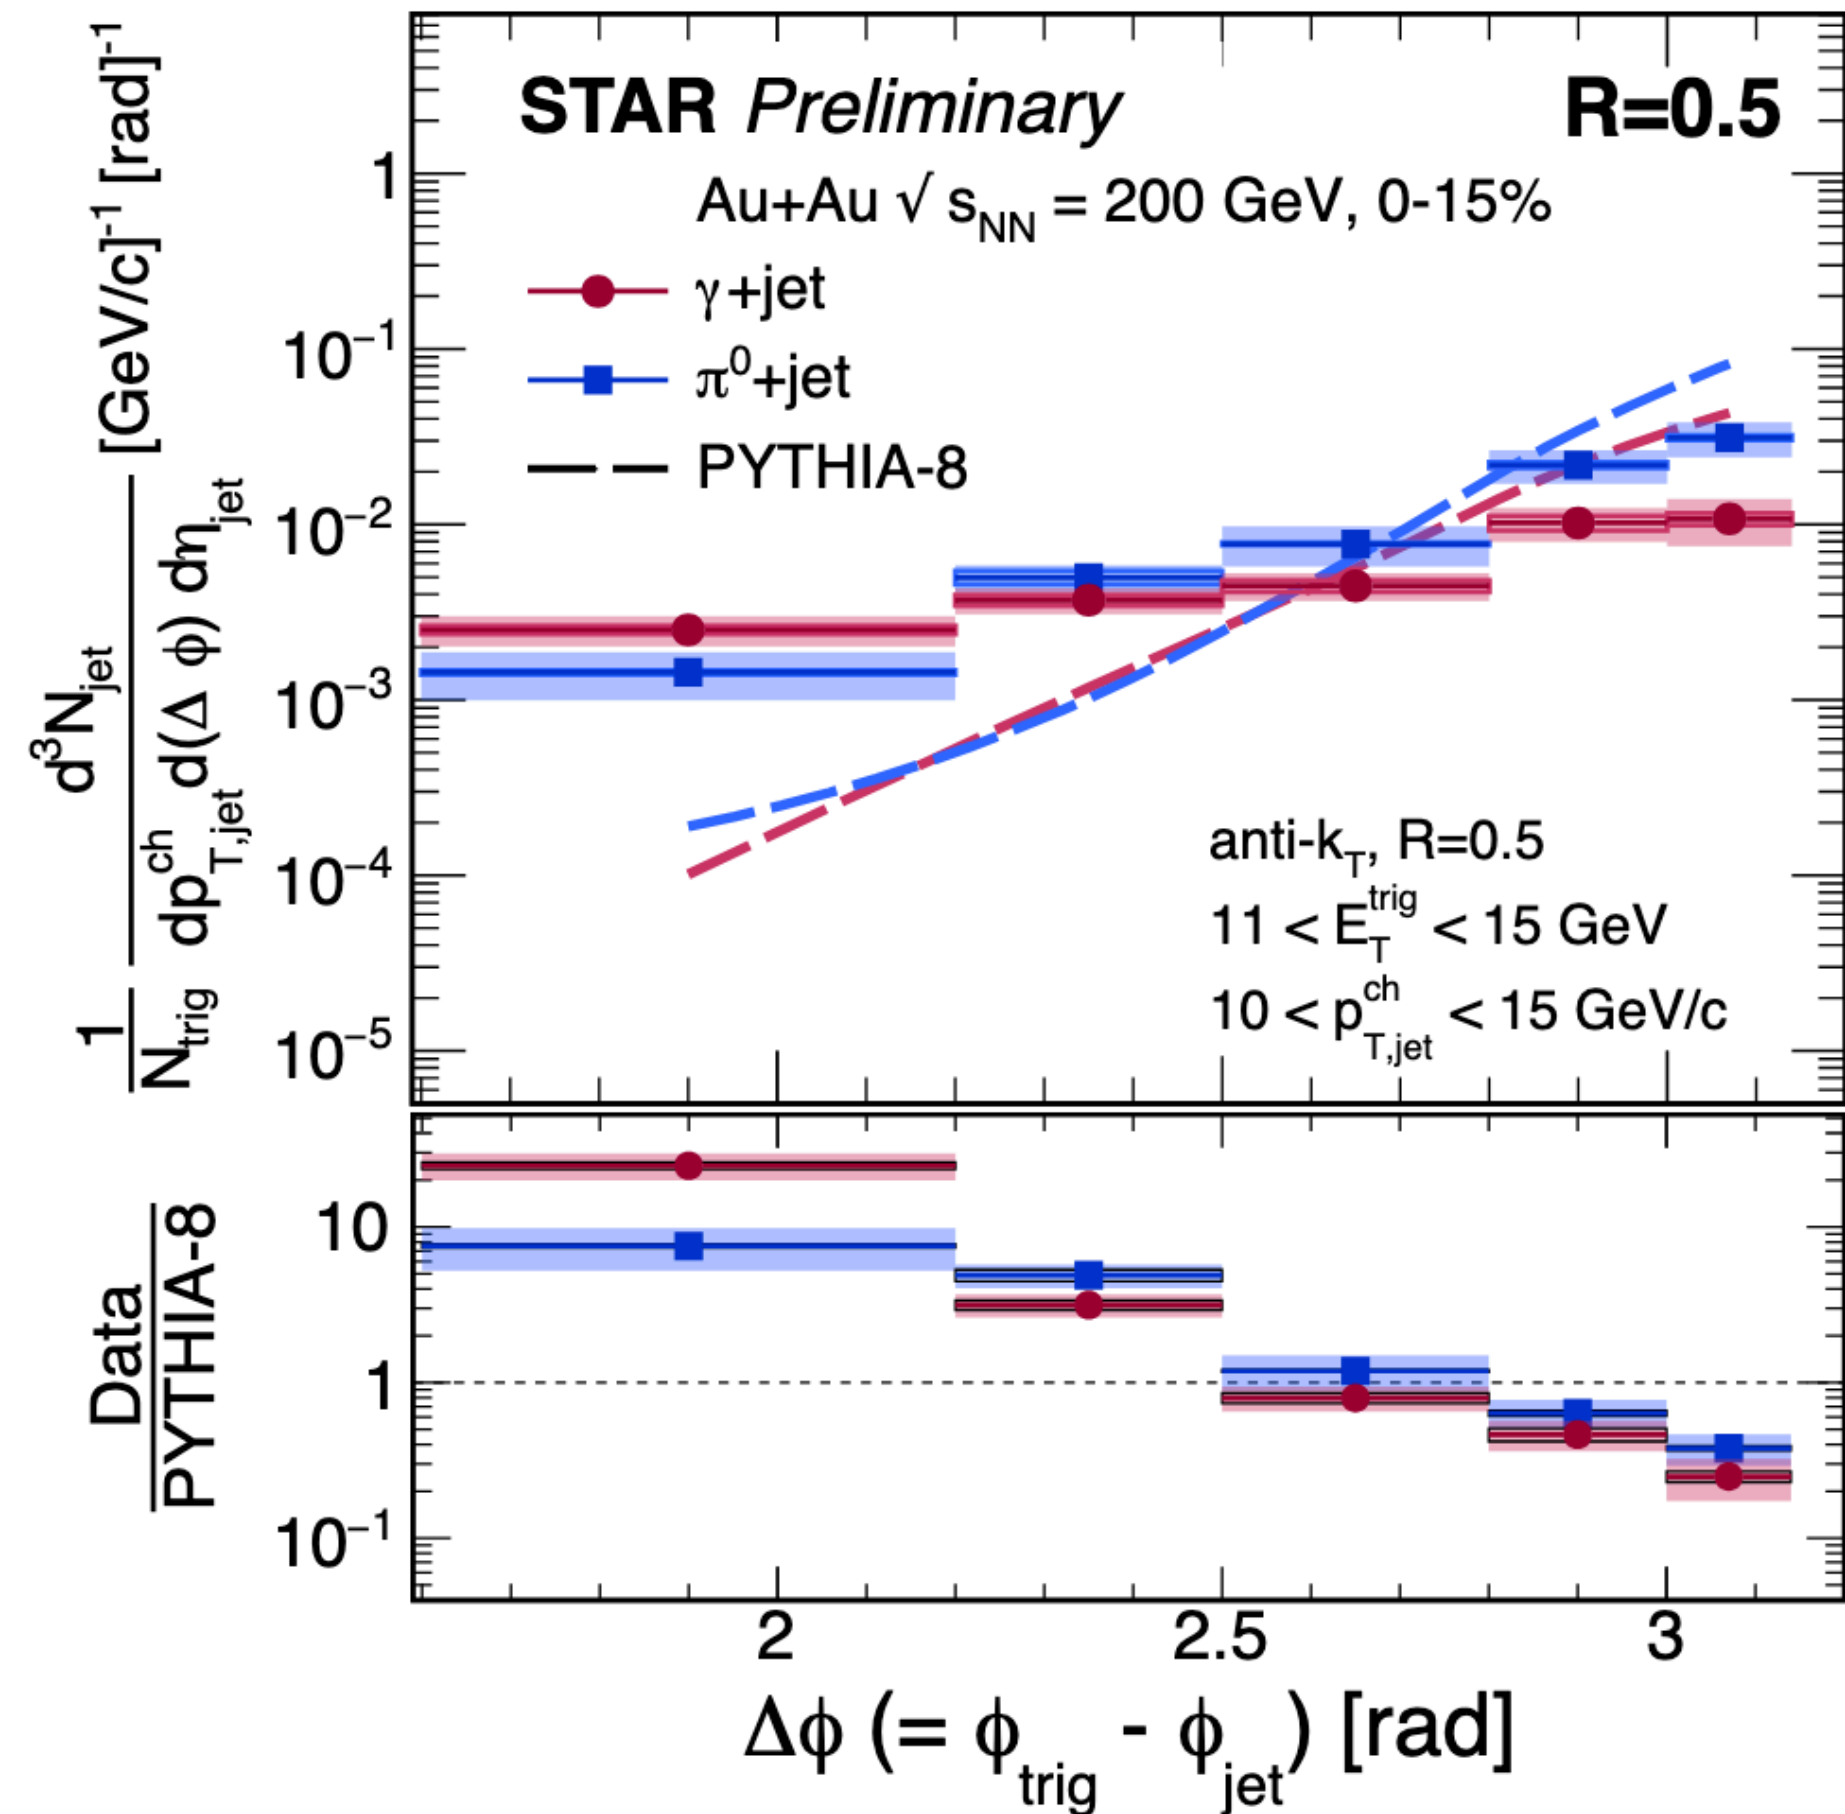 STAR Preliminary R=0.5
Au+Au √ s_NN = 200 GeV, 0-15%
γ+jet
π⁰+jet
PYTHIA-8
1
10⁻¹
10⁻²
10⁻³
10⁻⁴
10⁻⁵
1/N_trig d³N_jet/dp^ch_T,jet d(Δ ϕ) dη_jet [GeV/c]⁻¹ [rad]⁻¹
anti-k_T, R=0.5
11 < E_T^trig < 15 GeV
10 < p_T,jet^ch < 15 GeV/c
10
1
10⁻¹
Data
PYTHIA-8
2 2.5 3
Δϕ (= ϕ_trig - ϕ_jet) [rad]